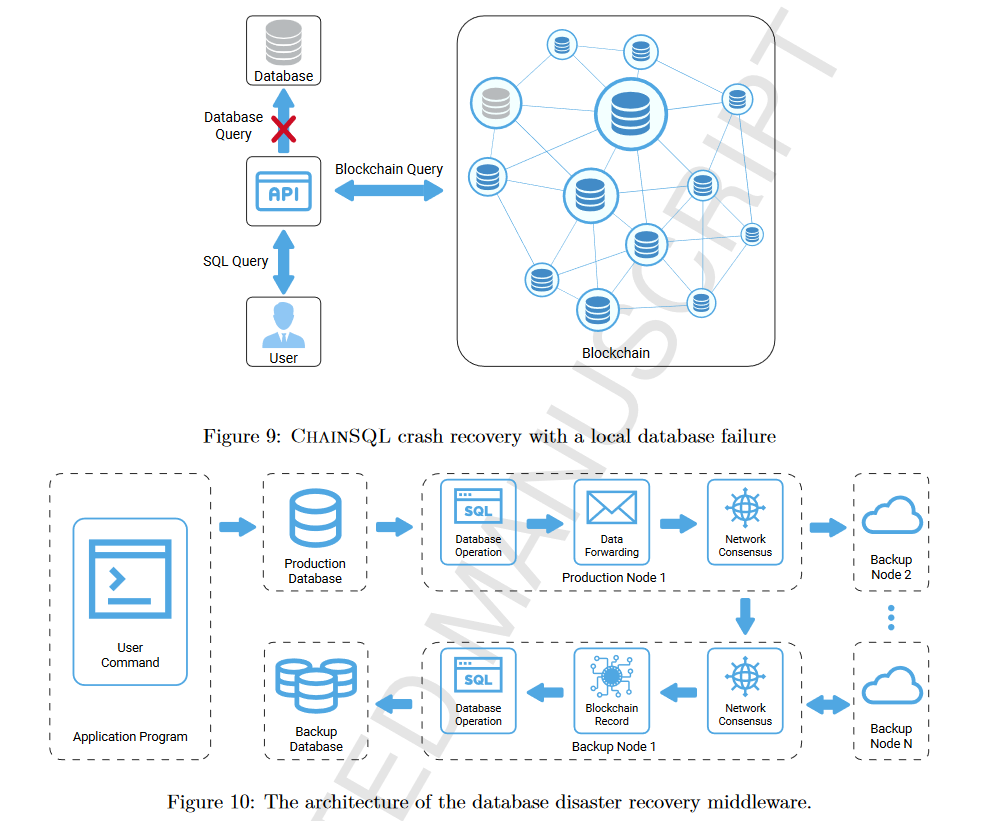 Database
Database
Query
API
Blockchain Query
SQL Query
User
Blockchain
Figure 9: CHAINSQL crash recovery with a local database failure
User
Command
Application Program
Production
Database
SQL
Database
Operation
Data
Forwarding
Network
Consensus
Production Node 1
Backup
Node 2
Backup
Database
SQL
Database
Operation
Blockchain
Record
Network
Consensus
Backup Node 1
Backup
Node N
Figure 10: The architecture of the database disaster recovery middleware.
TED MANUSCRIPT